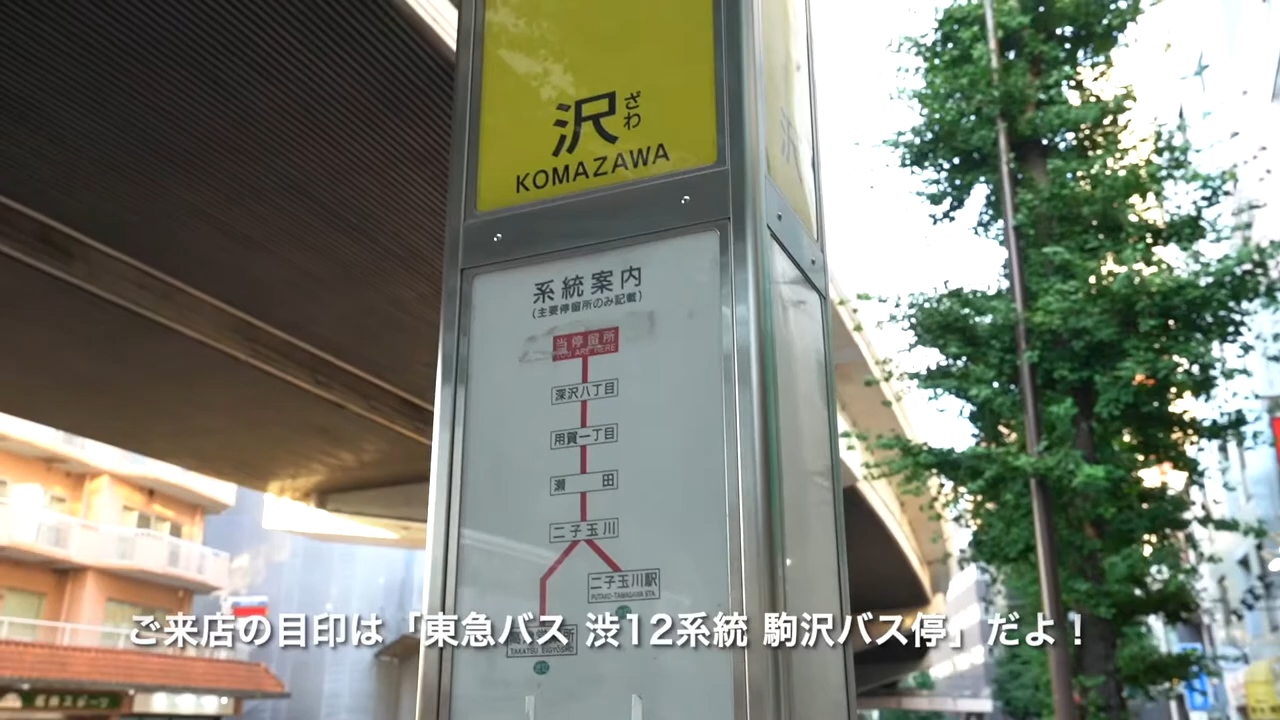 沢 ざわ
KOMAZAWA
系統案内
(主要停留所のみ記載)
当停留所
YOU ARE HERE
深沢八丁目
用賀一丁目
瀬田
二子玉川
二子玉川駅
FUTAKO-TAMAGAWA STA.
ご来店の目印は「東急バス 渋12系統 駒沢バス停」だよ！
TAKATSU EIGYOSHO